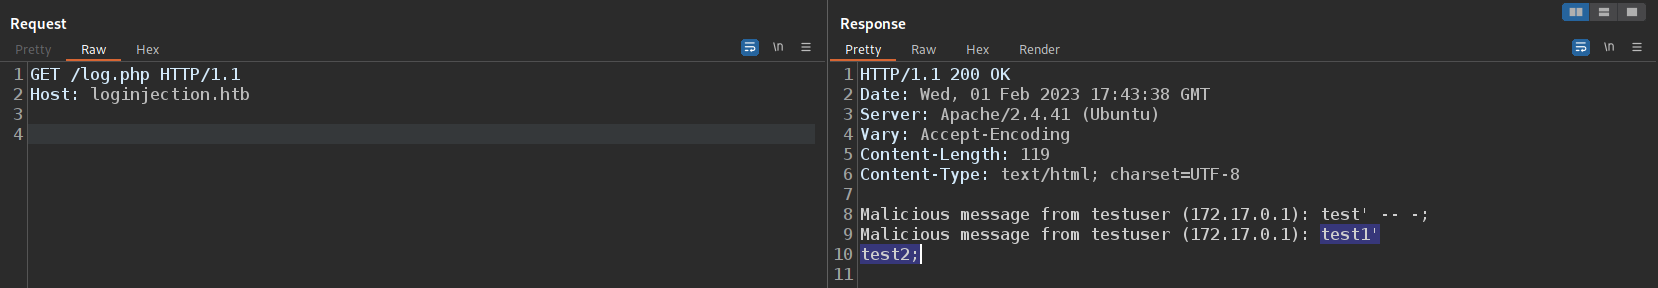 Request
Pretty Raw Hex
\n
1 GET /log.php HTTP/1.1
2 Host: loginjection.htb
3
4
Response
Pretty Raw Hex Render
\n
1 HTTP/1.1 200 OK
2 Date: Wed, 01 Feb 2023 17:43:38 GMT
3 Server: Apache/2.4.41 (Ubuntu)
4 Vary: Accept-Encoding
5 Content-Length: 119
6 Content-Type: text/html; charset=UTF-8
7
8 Malicious message from testuser (172.17.0.1): test' -- -;
9 Malicious message from testuser (172.17.0.1): test1'
10 test2;
11